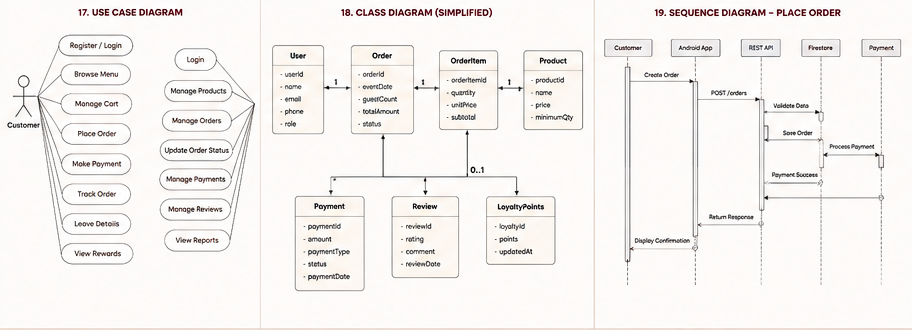 17. USE CASE DIAGRAM
Register / Login
Browse Menu
Manage Cart
Place Order
Make Payment
Track Order
Leave Details
View Rewards
Customer
Login
Manage Products
Manage Orders
Update Order Status
Manage Payments
Manage Reviews
View Reports
18. CLASS DIAGRAM (SIMPLIFIED)
User
- userId
- name
- email
- phone
- role
1
Order
- orderId
- eventDate
- guestCount
- totalAmount
- status
1
OrderItem
- orderItemId
- quantity
- unitPrice
- subtotal
1
Product
- productId
- name
- price
- minimumQty
0..1
Payment
- paymentId
- amount
- paymentType
- status
- paymentDate
Review
- reviewId
- rating
- comment
- reviewDate
LoyaltyPoints
- loyaltyId
- points
- updatedAt
19. SEQUENCE DIAGRAM – PLACE ORDER
Customer
Android App
REST API
Firestore
Payment
Create Order
POST /orders
Validate Data
Save Order
Process Payment
Payment Success
Return Response
Display Confirmation